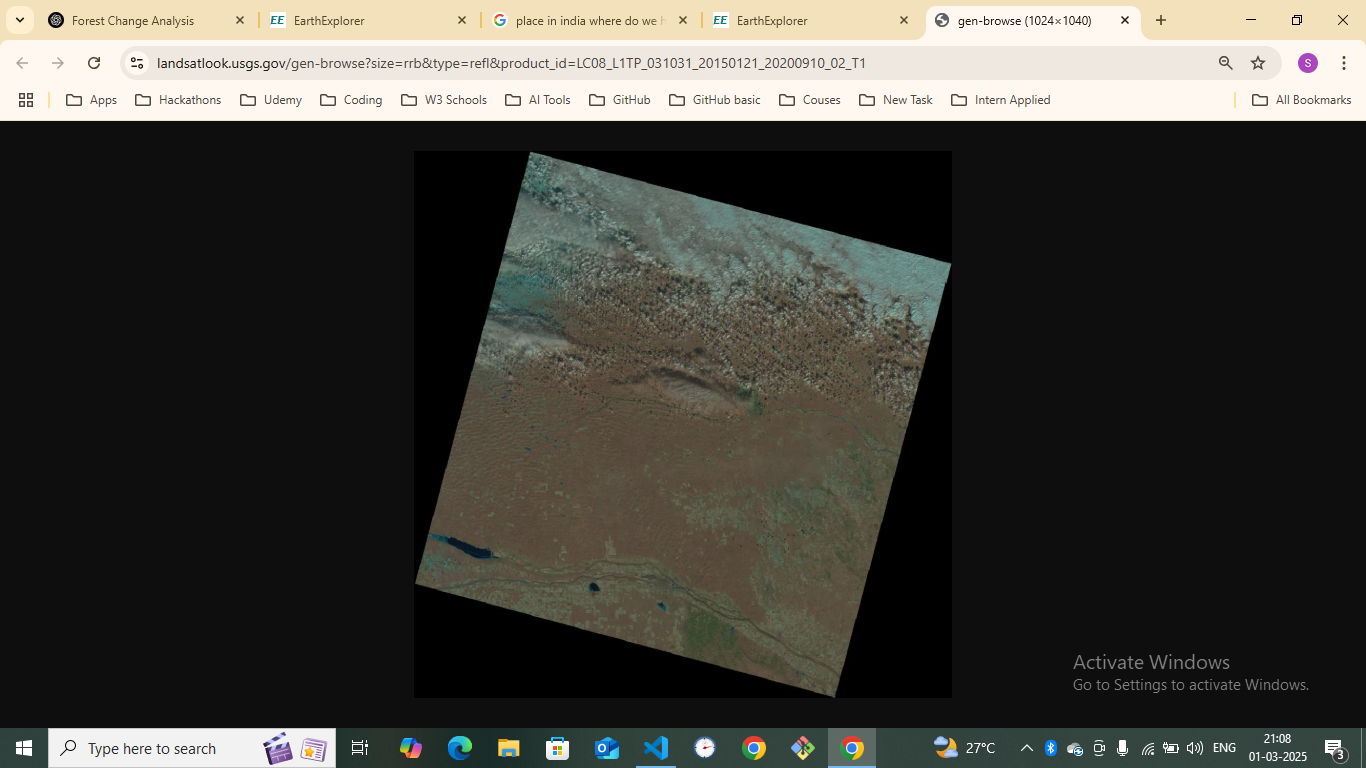 Forest Change Analysis
EE EarthExplorer
place in india where do we h
EE EarthExplorer
gen-browse (1024×1040)
landsatlook.usgs.gov/gen-browse?size=rrb&type=refl&product_id=LC08_L1TP_031031_20150121_20200910_02_T1
S
Apps
Hackathons
Udemy
Coding
W3 Schools
AI Tools
GitHub
GitHub basic
Couses
New Task
Intern Applied
All Bookmarks
Activate Windows
Go to Settings to activate Windows.
Type here to search
27°C
ENG
21:08
01-03-2025
3